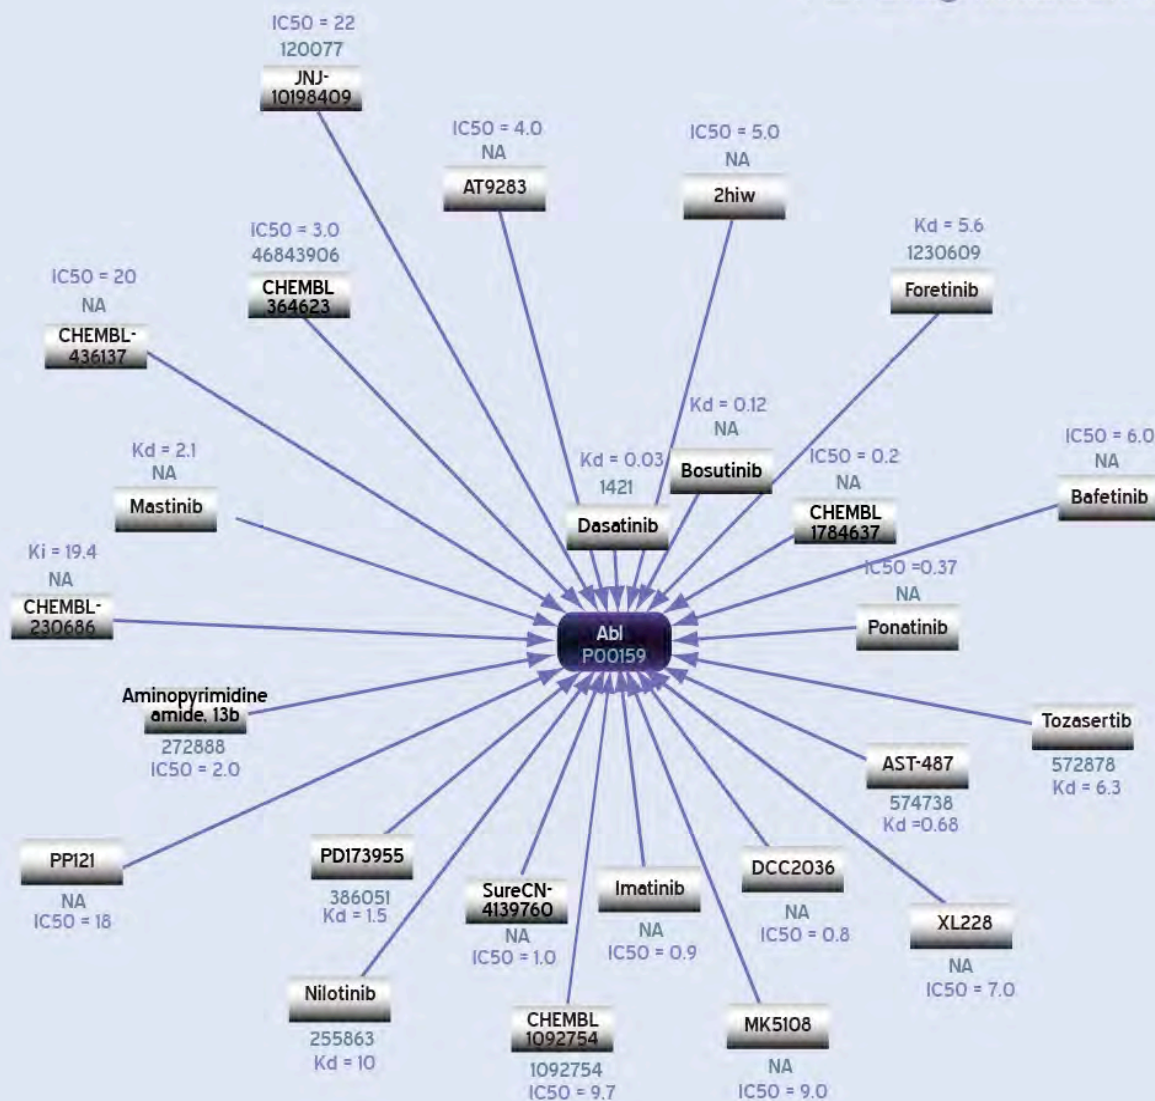 IC50 = 22
120077
JNJ-
10198409
IC50 = 4.0
NA
AT9283
IC50 = 5.0
NA
2hiw
IC50 = 3.0
46843906
CHEMBL
364623
Kd = 5.6
1230609
Foretinib
IC50 = 20
NA
CHEMBL-
436137
Kd = 0.12
NA
Bosutinib
Kd = 2.1
NA
Mastinib
Kd = 0.03
1421
Dasatinib
IC50 = 0.2
NA
CHEMBL
1784637
IC50 = 6.0
NA
Bafetinib
Ki = 19.4
NA
CHEMBL-
230686
IC50 =0.37
NA
Ponatinib
Abl
P00159
Aminopyrimidine
amide, 13b
272888
IC50 = 2.0
Tozasertib
572878
Kd = 6.3
AST-487
574738
Kd =0.68
PP121
NA
IC50 = 18
PD173955
386051
Kd = 1.5
SureCN-
4139760
NA
IC50 = 1.0
Imatinib
NA
IC50 = 0.9
DCC2036
NA
IC50 = 0.8
XL228
NA
IC50 = 7.0
Nilotinib
255863
Kd = 10
CHEMBL
1092754
1092754
IC50 = 9.7
MK5108
NA
IC50 = 9.0